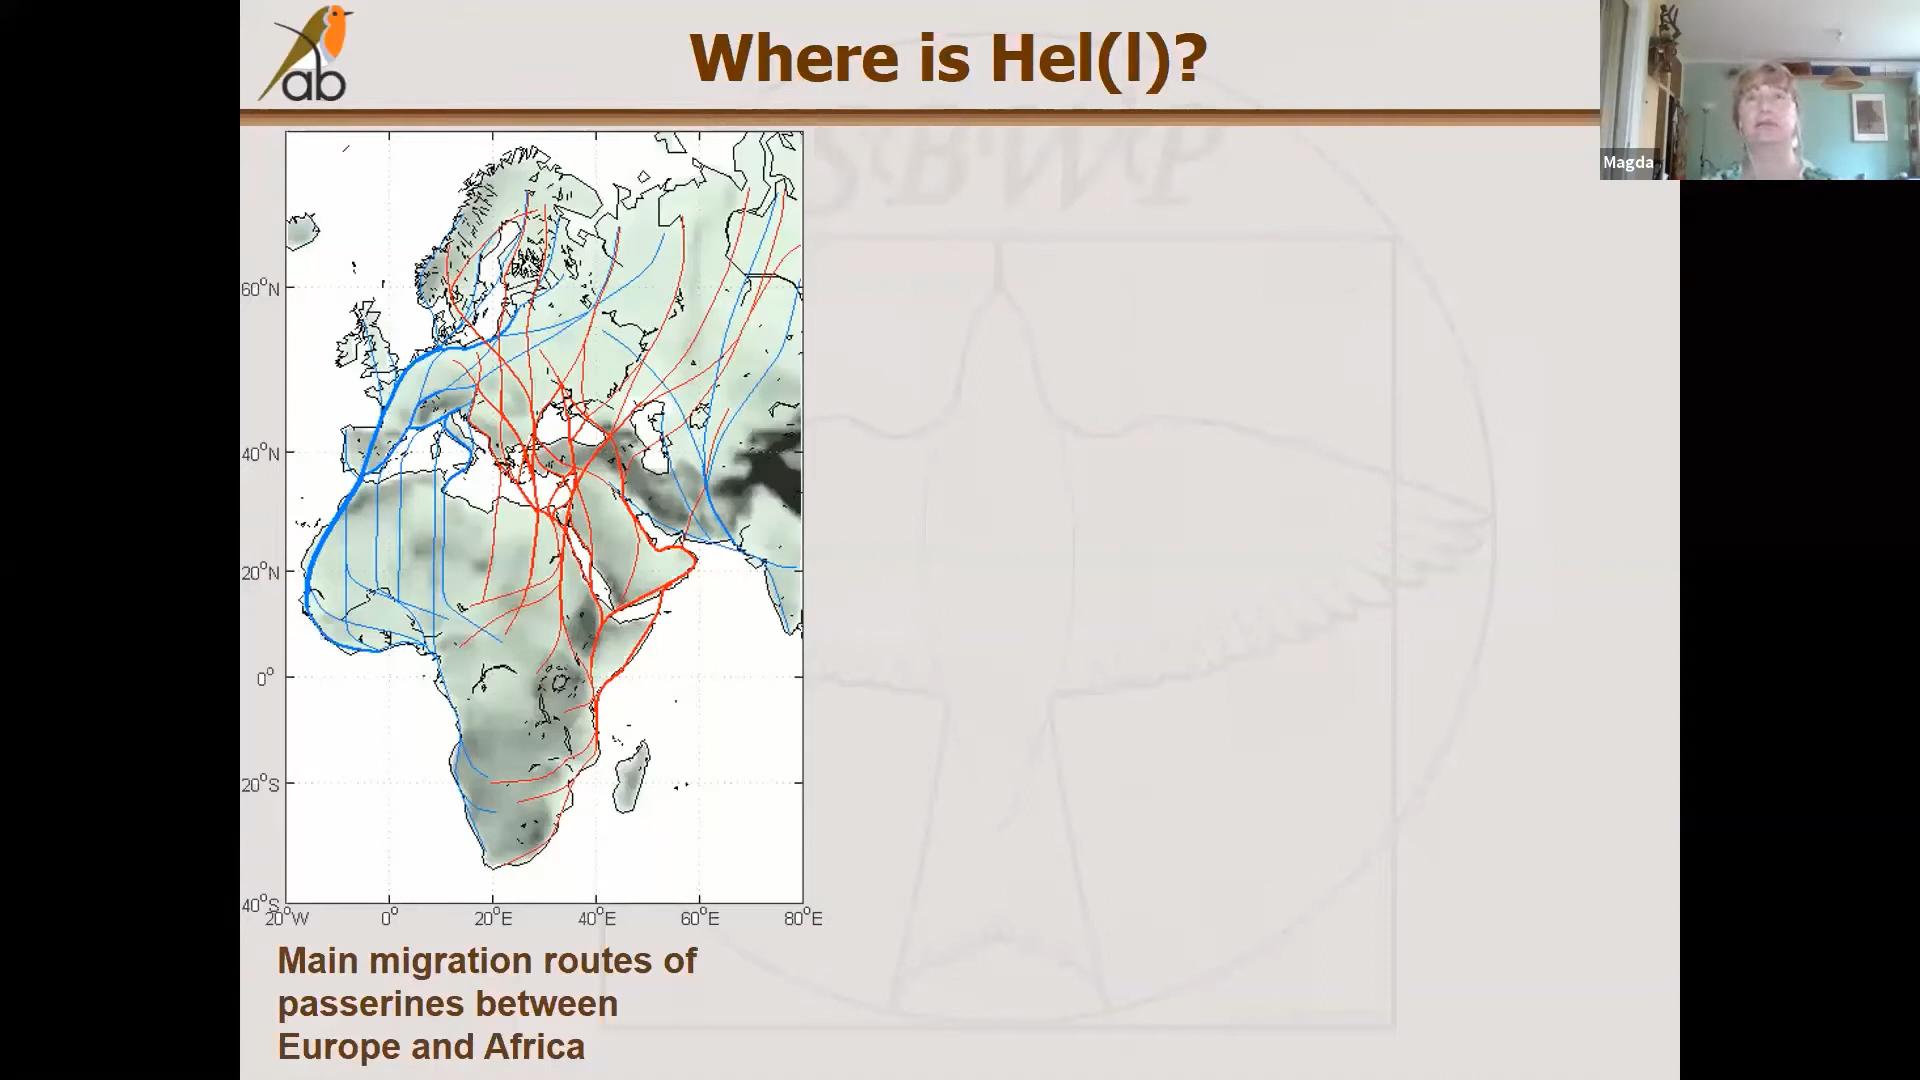 ab
Where is Hel(l)?
Magda
SBWP
60°N
40°N
20°N
0°
20°S
40°S
20°W 0° 20°E 40°E 60°E 80°E
Main migration routes of
passerines between
Europe and Africa